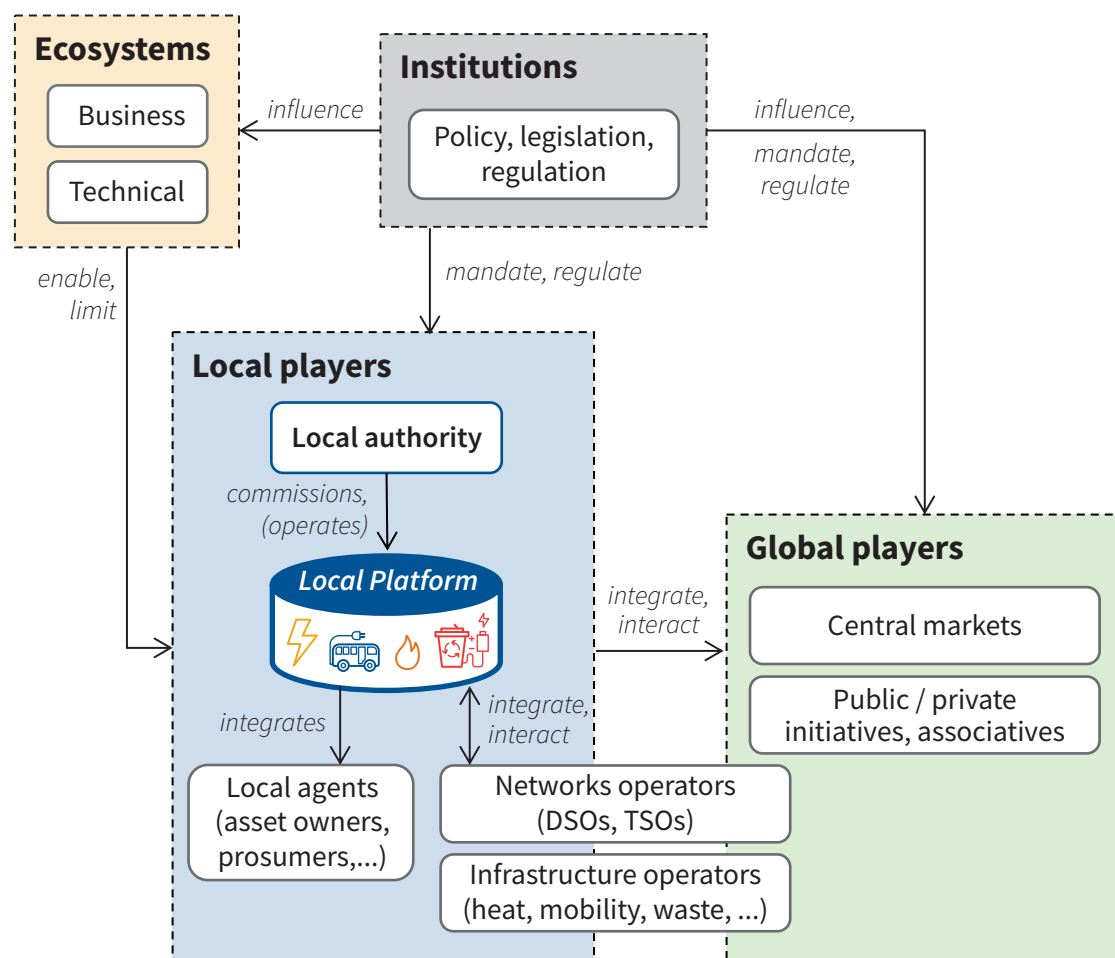 Ecosystems
Business
Technical
influence
Institutions
Policy, legislation,
regulation
influence,
mandate,
regulate
enable,
limit
mandate, regulate
Local players
Local authority
commissions,
(operates)
Local Platform
integrates
integrate,
interact
Local agents
(asset owners,
prosumers,...)
Networks operators
(DSOs, TSOs)
Infrastructure operators
(heat, mobility, waste, ...)
integrate,
interact
Global players
Central markets
Public / private
initiatives, associatives